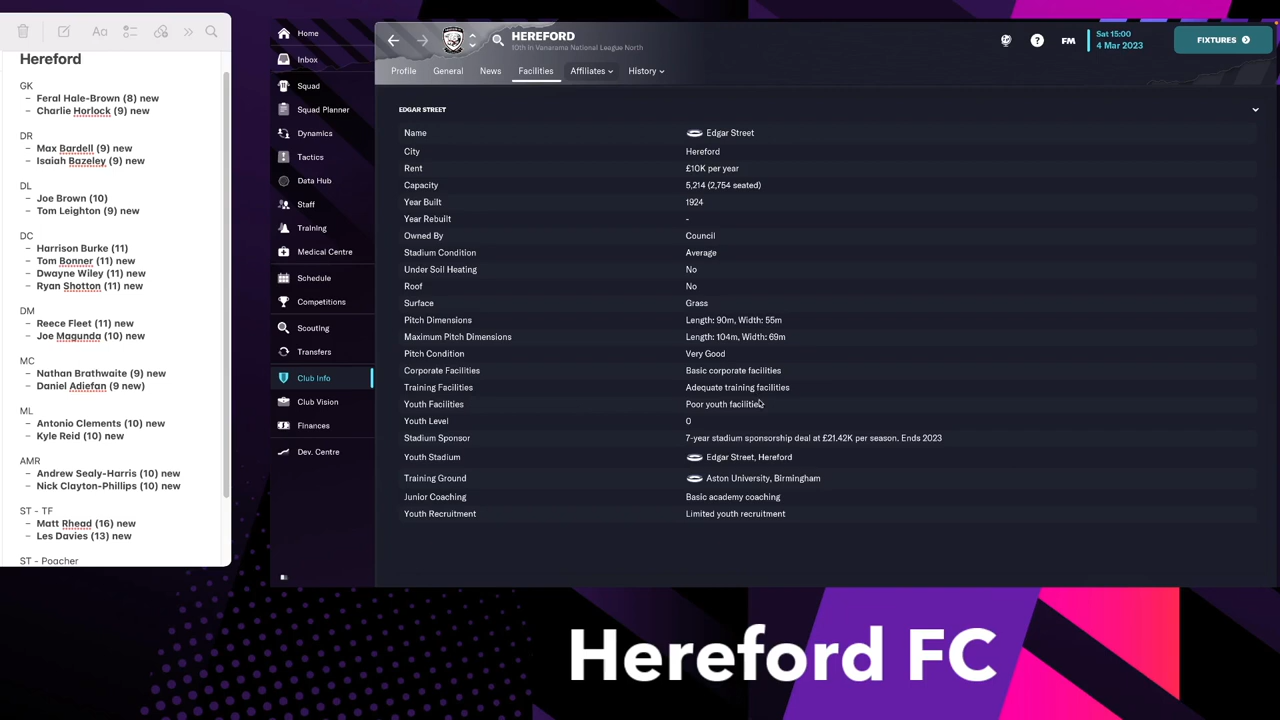 Hereford
GK
- Feral Hale-Brown (8) new
- Charlie Horlock (9) new
DR
- Max Bardell (9) new
- Isaiah Bazeley (9) new
DL
- Joe Brown (10)
- Tom Leighton (9) new
DC
- Harrison Burke (11)
- Tom Bonner (11) new
- Dwayne Wiley (11) new
- Ryan Shotton (11) new
DM
- Reece Fleet (11) new
- Joe Magunda (10) new
MC
- Nathan Brathwaite (9) new
- Daniel Adiefan (9 new)
ML
- Antonio Clements (10) new
- Kyle Reid (10) new
AMR
- Andrew Sealy-Harris (10) new
- Nick Clayton-Phillips (10) new
ST - TF
- Matt Rhead (16) new
- Les Davies (13) new
ST - Poacher
Home
Inbox
Squad
Squad Planner
Dynamics
Tactics
Data Hub
Staff
Training
Medical Centre
Schedule
Competitions
Scouting
Transfers
Club Info
Club Vision
Finances
Dev. Centre
HEREFORD
10th in Vanarama National League North
? FM
Sat 15:00
4 Mar 2023
FIXTURES
Profile General News Facilities Affiliates History
EDGAR STREET
Name Edgar Street
City Hereford
Rent £10K per year
Capacity 5,214 (2,754 seated)
Year Built 1924
Year Rebuilt -
Owned By Council
Stadium Condition Average
Under Soil Heating No
Roof No
Surface Grass
Pitch Dimensions Length: 90m, Width: 55m
Maximum Pitch Dimensions Length: 104m, Width: 69m
Pitch Condition Very Good
Corporate Facilities Basic corporate facilities
Training Facilities Adequate training facilities
Youth Facilities Poor youth facilities
Youth Level 0
Stadium Sponsor 7-year stadium sponsorship deal at £21.42K per season. Ends 2023
Youth Stadium Edgar Street, Hereford
Training Ground Aston University, Birmingham
Junior Coaching Basic academy coaching
Youth Recruitment Limited youth recruitment
Hereford FC